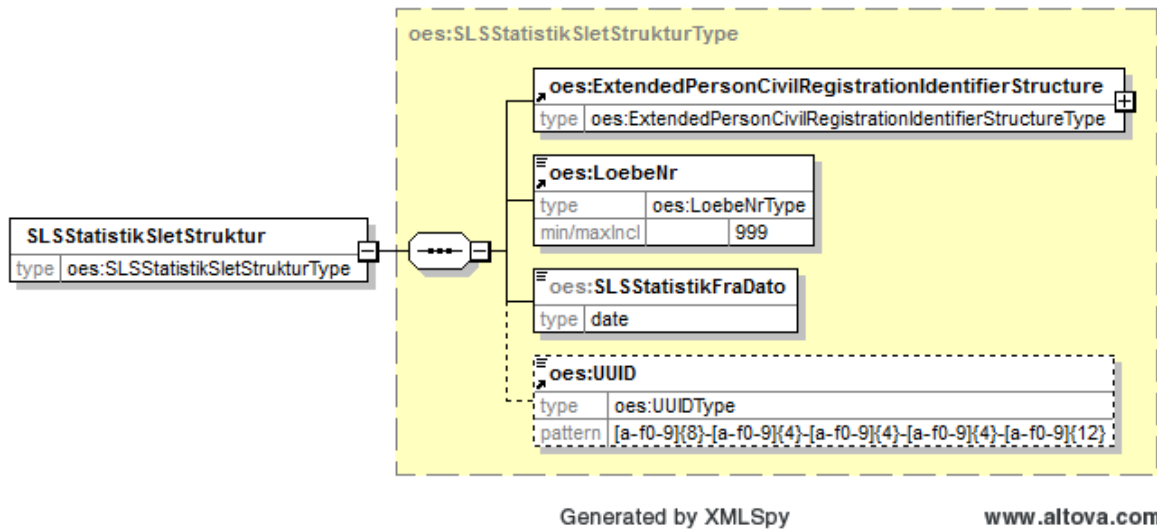 oes:SLSStatistikSletStrukturType
oes:ExtendedPersonCivilRegistrationIdentifierStructure
type oes:ExtendedPersonCivilRegistrationIdentifierStructureType
oes:LoebeNr
type oes:LoebeNrType
min/maxIncl 999
SLSStatistikSletStruktur
type oes:SLSStatistikSletStrukturType
oes:SLSStatistikFraDato
type date
oes:UUID
type oes:UUIDType
pattern [a-f0-9]{8}-[a-f0-9]{4}-[a-f0-9]{4}-[a-f0-9]{4}-[a-f0-9]{12}
Generated by XMLSpy www.altova.com